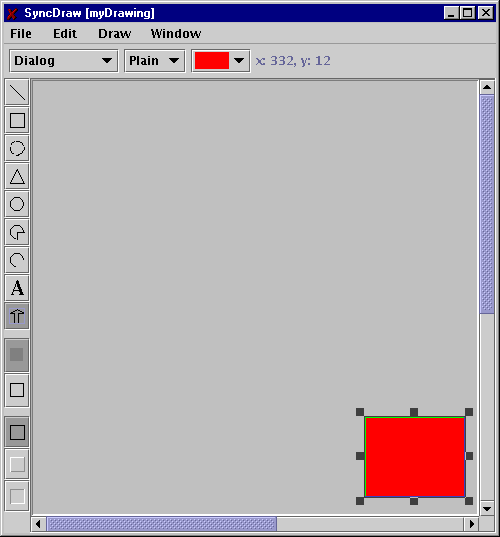 SyncDraw [myDrawing]
File Edit Draw Window
Dialog Plain x: 332, y: 12
A